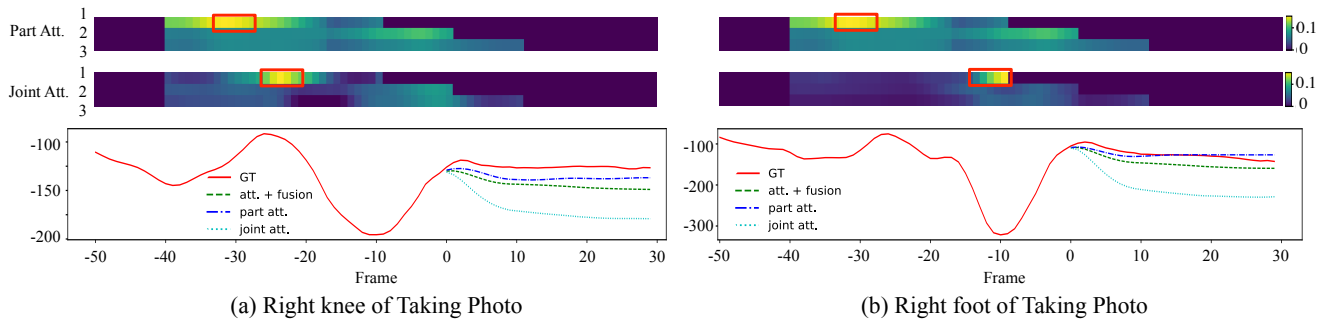 Part Att.
1
2
3
0.1
0
Joint Att.
1
2
3
0.1
0
-100
-150
-200
GT
att. + fusion
part att.
joint att.
-50 -40 -30 -20 -10 0 10 20 30
Frame
(a) Right knee of Taking Photo
1
2
3
0.1
0
1
2
3
0.1
0
-100
-200
-300
GT
att. + fusion
part att.
joint att.
-50 -40 -30 -20 -10 0 10 20 30
Frame
(b) Right foot of Taking Photo